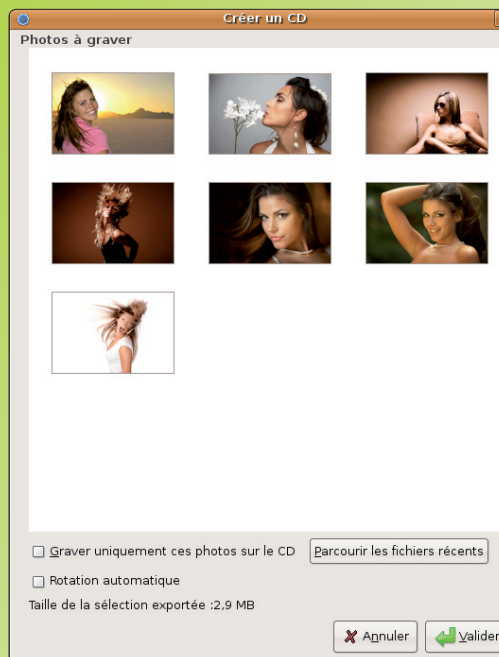 Créer un CD
Photos à graver
Graver uniquement ces photos sur le CD
Parcourir les fichiers récents
Rotation automatique
Taille de la sélection exportée :2,9 MB
Annuler
Valider